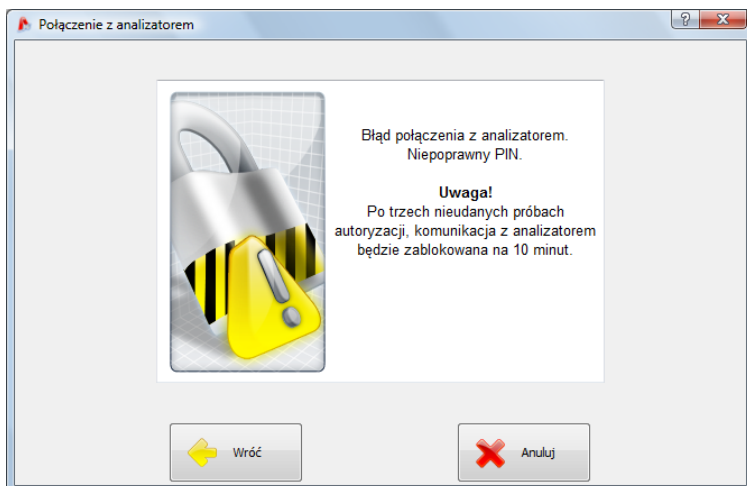 Połączenie z analizatorem
Błąd połączenia z analizatorem.
Niepoprawny PIN.
Uwaga!
Po trzech nieudanych próbach
autoryzacji, komunikacja z analizatorem
będzie zablokowana na 10 minut.
Wróć
Anuluj